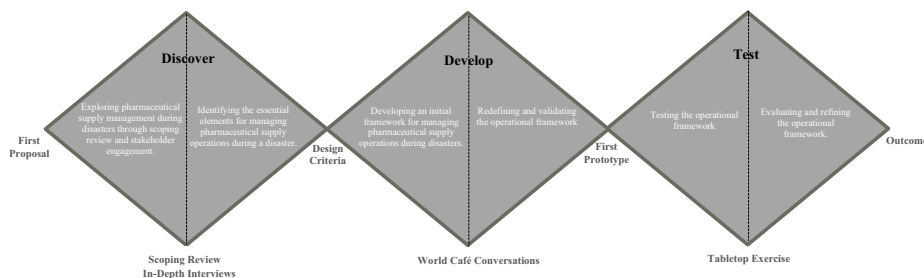 Discover
Exploring pharmaceutical
supply management during
disasters through scoping
review and stakeholder
engagement.
Identifying the essential
elements for managing
pharmaceutical supply
operations during a disaster.
First
Proposal
Design
Criteria
Scoping Review
In-Depth Interviews
Develop
Developing an initial
framework for managing
pharmaceutical supply
operations during disasters.
Redefining and validating
the operational framework
First
Prototype
World Café Conversations
Test
Testing the operational
framework
Evaluating and refining
the operational
framework.
Outcome
Tabletop Exercise